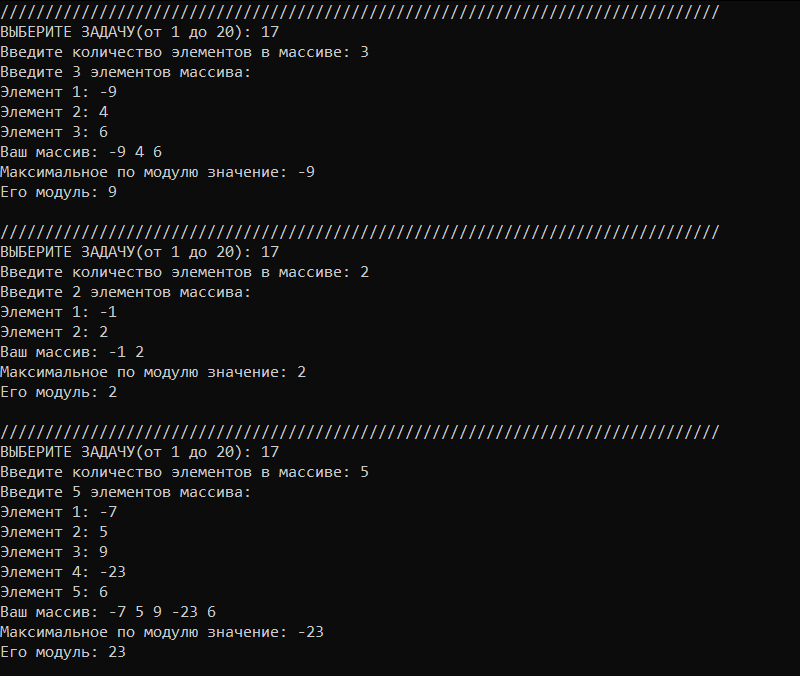 ////////////////////////////////////////////////////////////////////////////////
ВЫБЕРИТЕ ЗАДАЧУ(от 1 до 20): 17
Введите количество элементов в массиве: 3
Введите 3 элементов массива:
Элемент 1: -9
Элемент 2: 4
Элемент 3: 6
Ваш массив: -9 4 6
Максимальное по модулю значение: -9
Его модуль: 9
////////////////////////////////////////////////////////////////////////////////
ВЫБЕРИТЕ ЗАДАЧУ(от 1 до 20): 17
Введите количество элементов в массиве: 2
Введите 2 элементов массива:
Элемент 1: -1
Элемент 2: 2
Ваш массив: -1 2
Максимальное по модулю значение: 2
Его модуль: 2
////////////////////////////////////////////////////////////////////////////////
ВЫБЕРИТЕ ЗАДАЧУ(от 1 до 20): 17
Введите количество элементов в массиве: 5
Введите 5 элементов массива:
Элемент 1: -7
Элемент 2: 5
Элемент 3: 9
Элемент 4: -23
Элемент 5: 6
Ваш массив: -7 5 9 -23 6
Максимальное по модулю значение: -23
Его модуль: 23